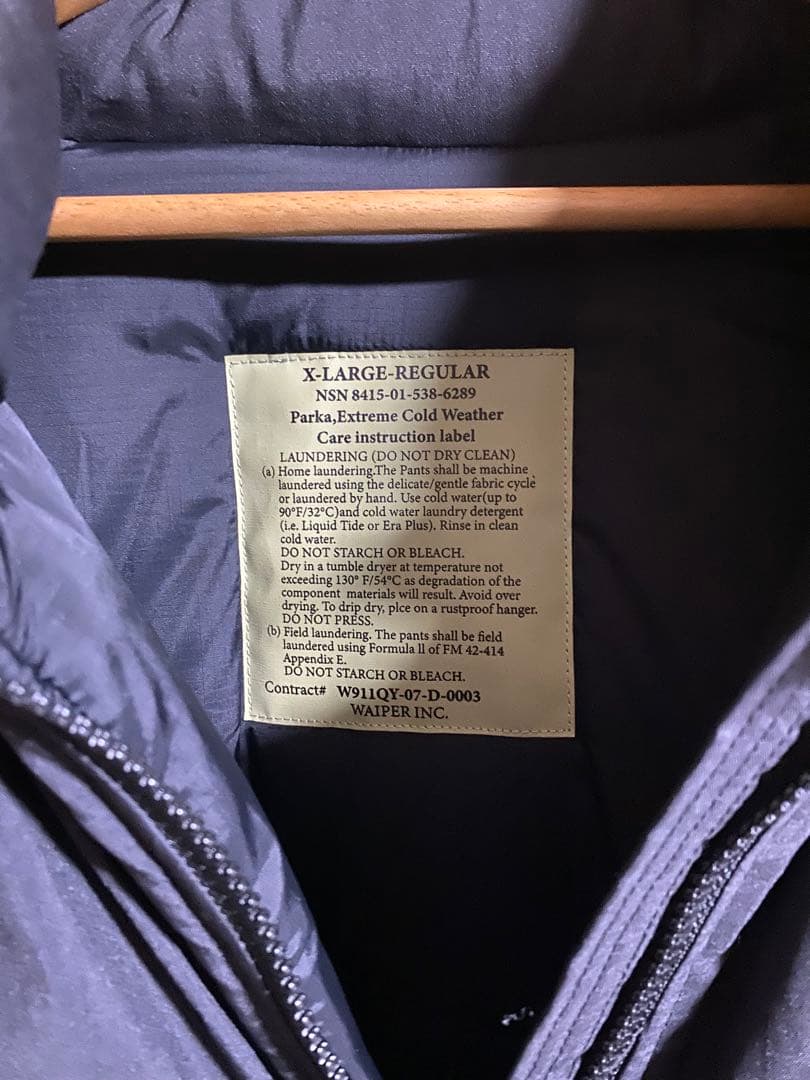 X-LARGE-REGULAR
NSN 8415-01-538-6289
Parka,Extreme Cold Weather
Care instruction label
LAUNDERING (DO NOT DRY CLEAN)
(a) Home laundering.The Pants shall be machine
laundered using the delicate/gentle fabric cycle
or laundered by hand. Use cold water(up to
90°F/32°C)and cold water laundry detergent
(i.e. Liquid Tide or Era Plus). Rinse in clean
cold water.
DO NOT STARCH OR BLEACH.
Dry in a tumble dryer at temperature not
exceeding 130° F/54°C as degradation of the
component materials will result. Avoid over
drying. To drip dry, plce on a rustproof hanger.
DO NOT PRESS.
(b) Field laundering. The pants shall be field
laundered using Formula ll of FM 42-414
Appendix E.
DO NOT STARCH OR BLEACH.
Contract# W911QY-07-D-0003
WAIPER INC.